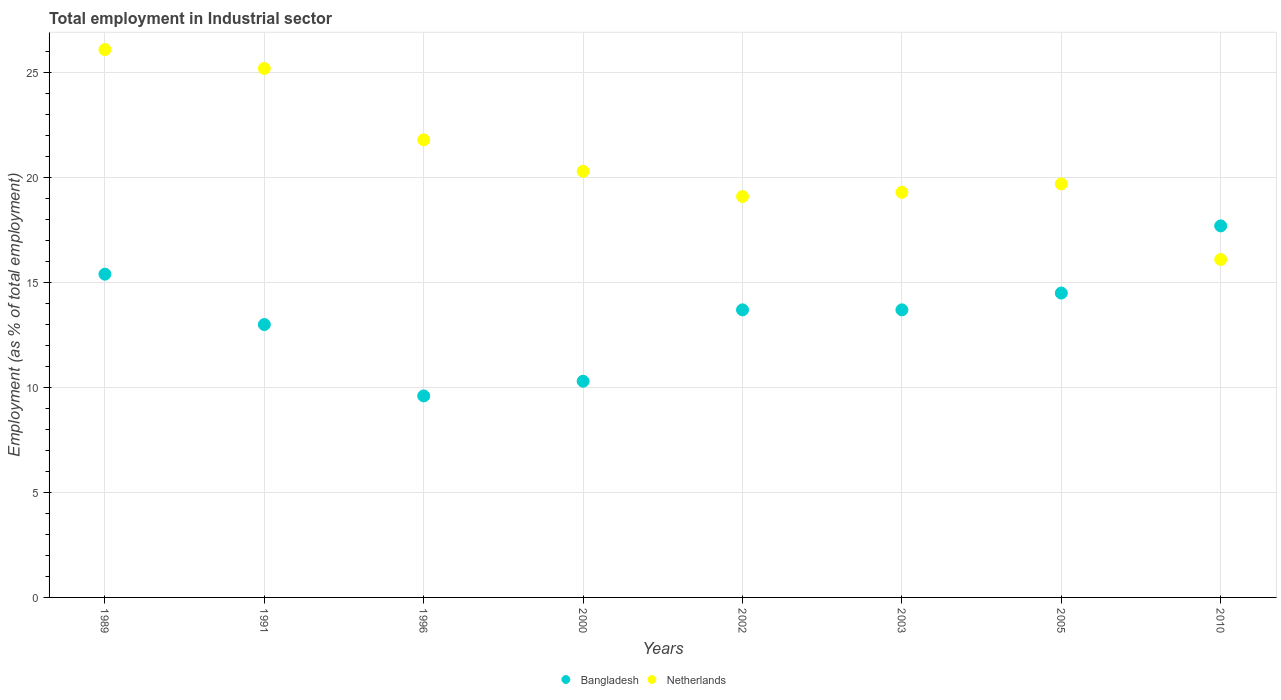 Total employment in Industrial sector
Employment (as % of total employment)
25
20
15
10
5
0
1989
1991
1996
2000
2002
2003
2005
2010
Years
Bangladesh
Netherlands